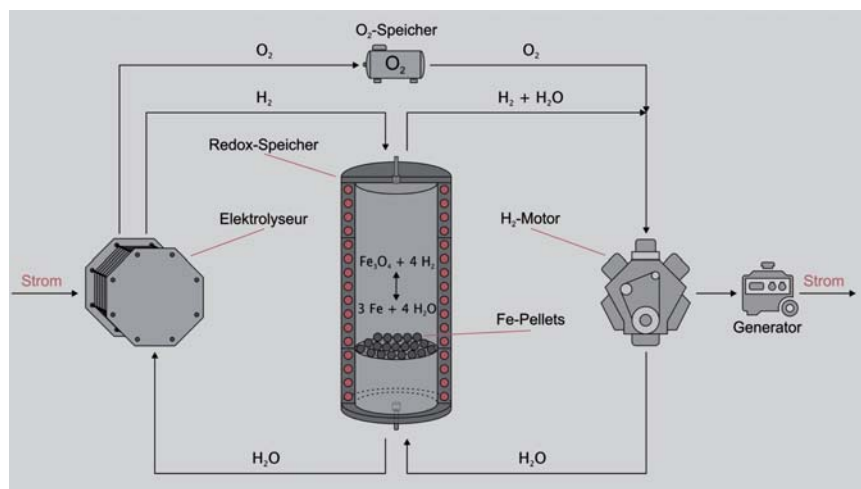 O₂-Speicher
O₂
O₂
O₂
H₂
H₂ + H₂O
Redox-Speicher
Elektrolyseur
H₂-Motor
Fe₃O₄ + 4 H₂
Strom
3 Fe + 4 H₂O
Strom
Fe-Pellets
Generator
H₂O
H₂O